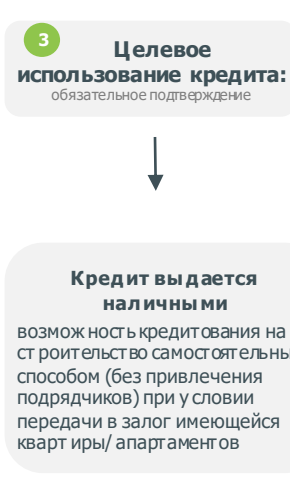 3
Целевое
использование кредита:
обязательное подтверждение
Кредит выдается
наличными
возможность кредитования на
строительство самостоятельны
способом (без привлечения
подрядчиков) при условии
передачи в залог имеющейся
квартиры/ апартаментов